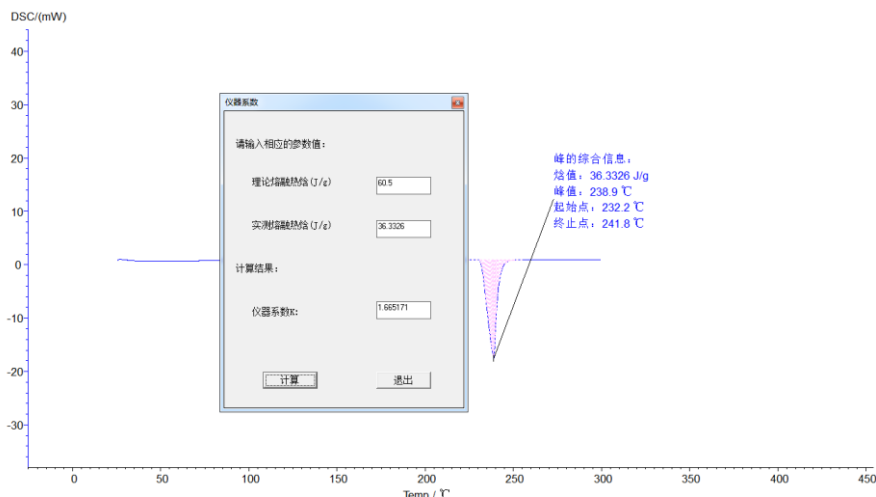 DSC/(mW)
40
30
20
10
0
-10
-20
-30
仪器系数
请输入相应的参数值：
理论熔融热焓(J/g)
60.5
实测熔融热焓(J/g)
36.3326
计算结果：
仪器系数K:
1.665171
计算
退出
峰的综合信息：
焓值：36.3326 J/g
峰值：238.9 ℃
起始点：232.2 ℃
终止点：241.8 ℃
0 50 100 150 200 250 300 350 400 450
Temp / ℃